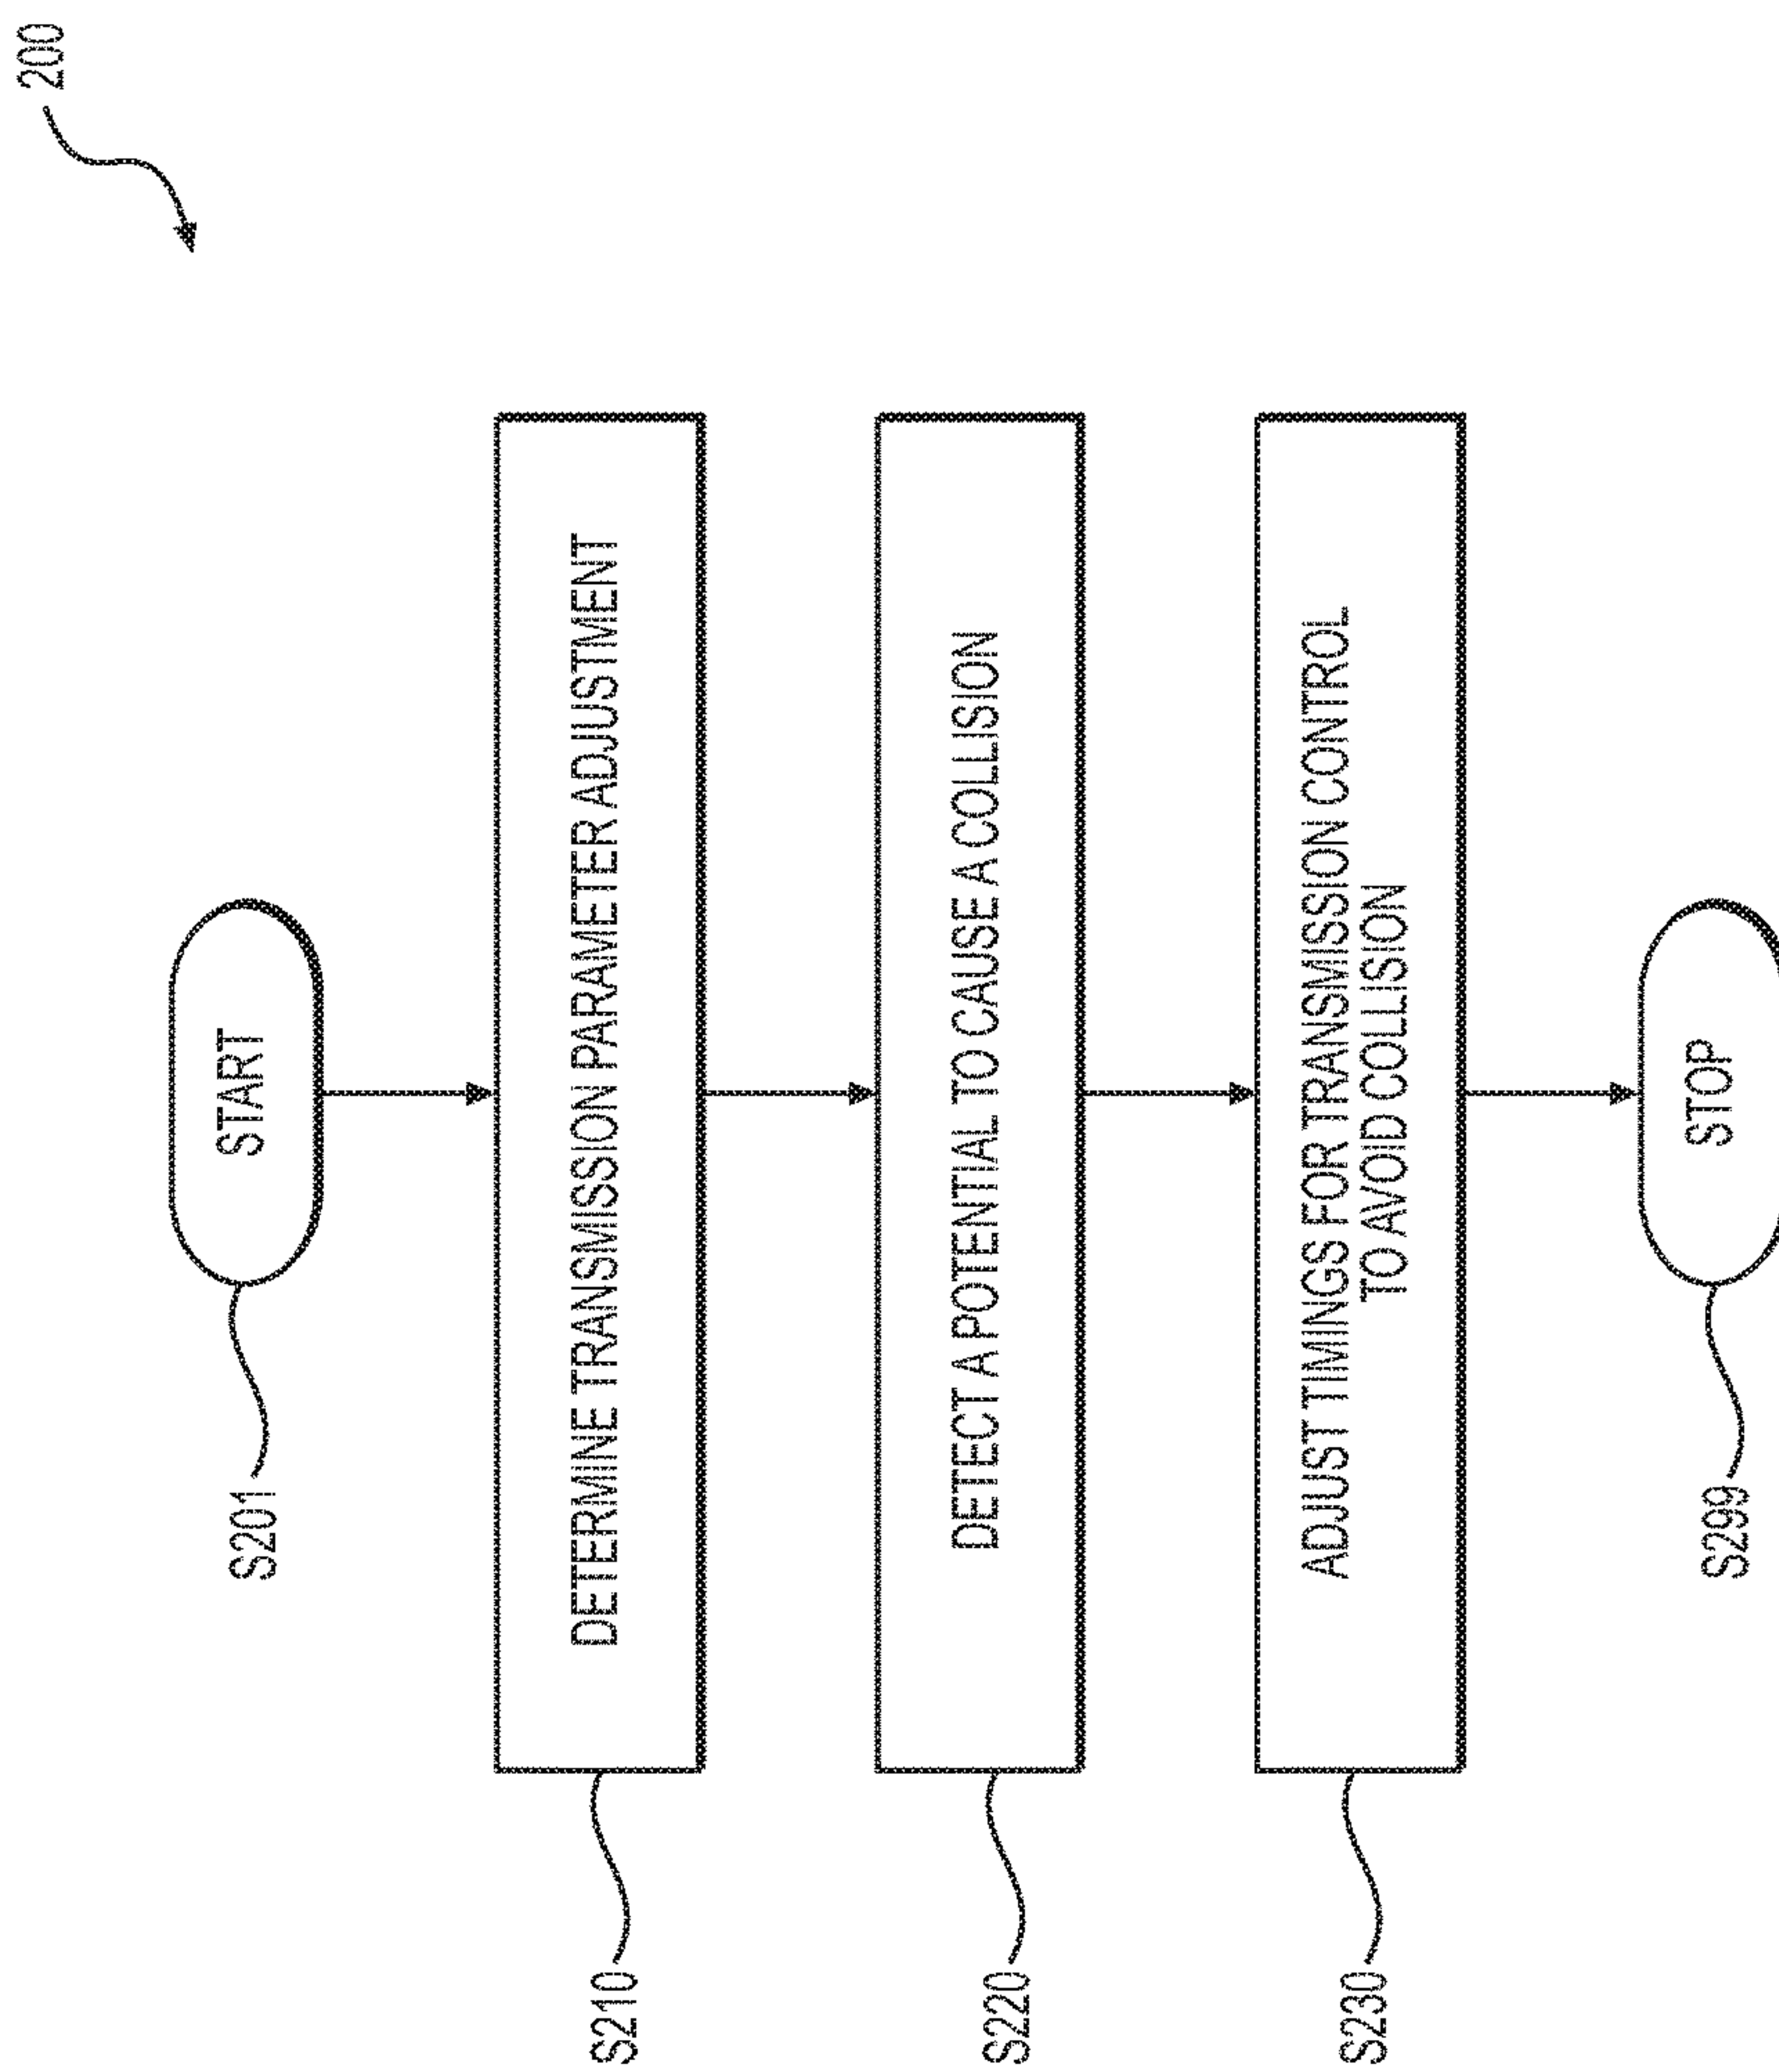 200
START
S201
DETERMINE TRANSMISSION PARAMETER ADJUSTMENT
S210
DETECT A POTENTIAL TO CAUSE A COLLISION
S220
ADJUST TIMINGS FOR TRANSMISSION CONTROL
TO AVOID COLLISION
S230
STOP
S299